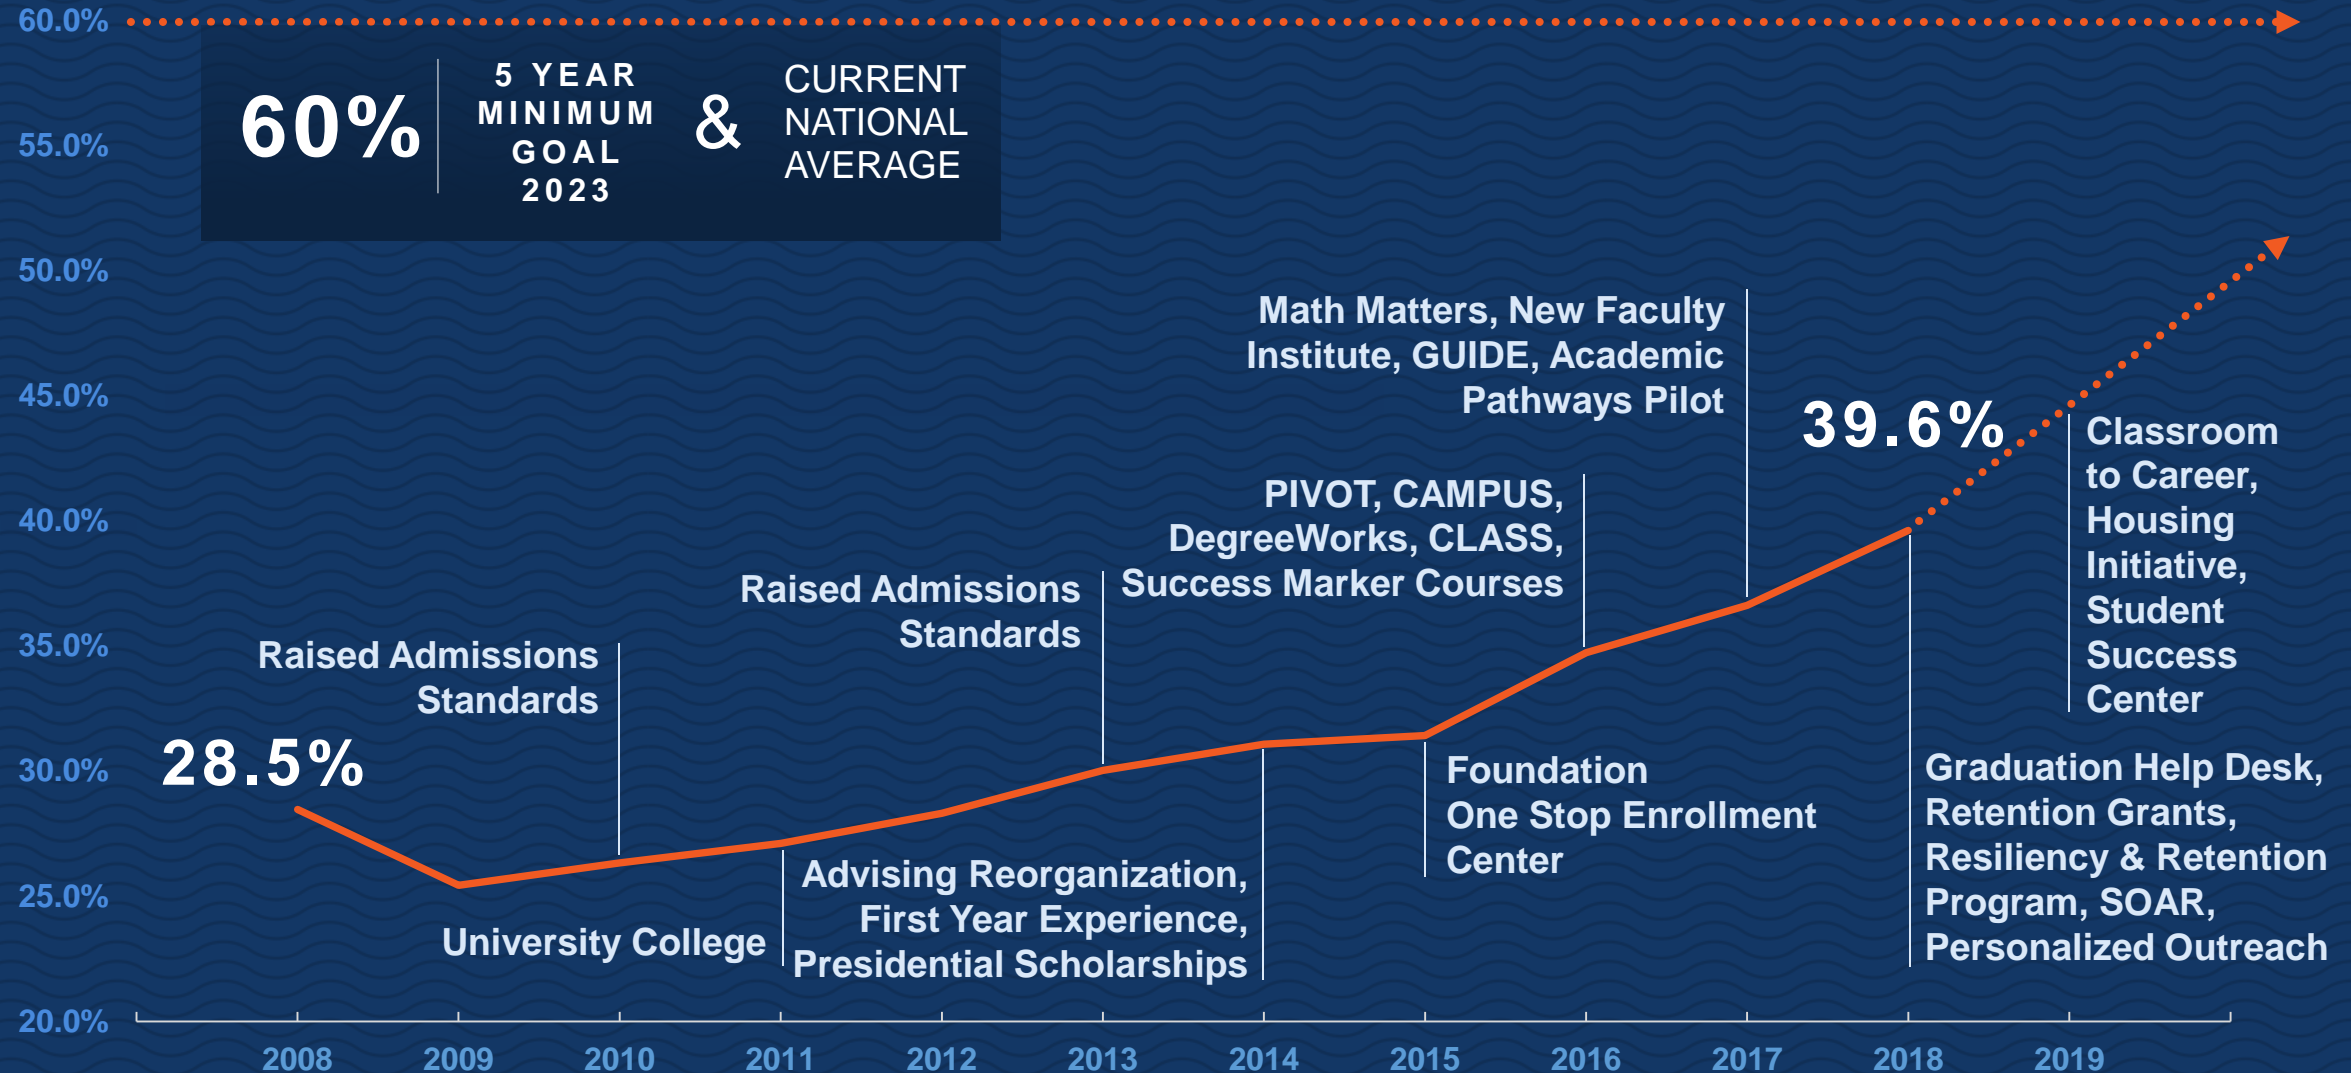 60.0%
55.0%
50.0%
45.0%
40.0%
35.0%
30.0%
25.0%
20.0%
60%
5 YEAR
MINIMUM
GOAL
2023
&
CURRENT
NATIONAL
AVERAGE
28.5%
Raised Admissions
Standards
University College
Raised Admissions
Standards
Advising Reorganization,
First Year Experience,
Presidential Scholarships
Foundation
One Stop Enrollment
Center
PIVOT, CAMPUS,
DegreeWorks, CLASS,
Success Marker Courses
Math Matters, New Faculty
Institute, GUIDE, Academic
Pathways Pilot
39.6%
Graduation Help Desk,
Retention Grants,
Resiliency & Retention
Program, SOAR,
Personalized Outreach
Classroom
to Career,
Housing
Initiative,
Student
Success
Center
2008
2009
2010
2011
2012
2013
2014
2015
2016
2017
2018
2019